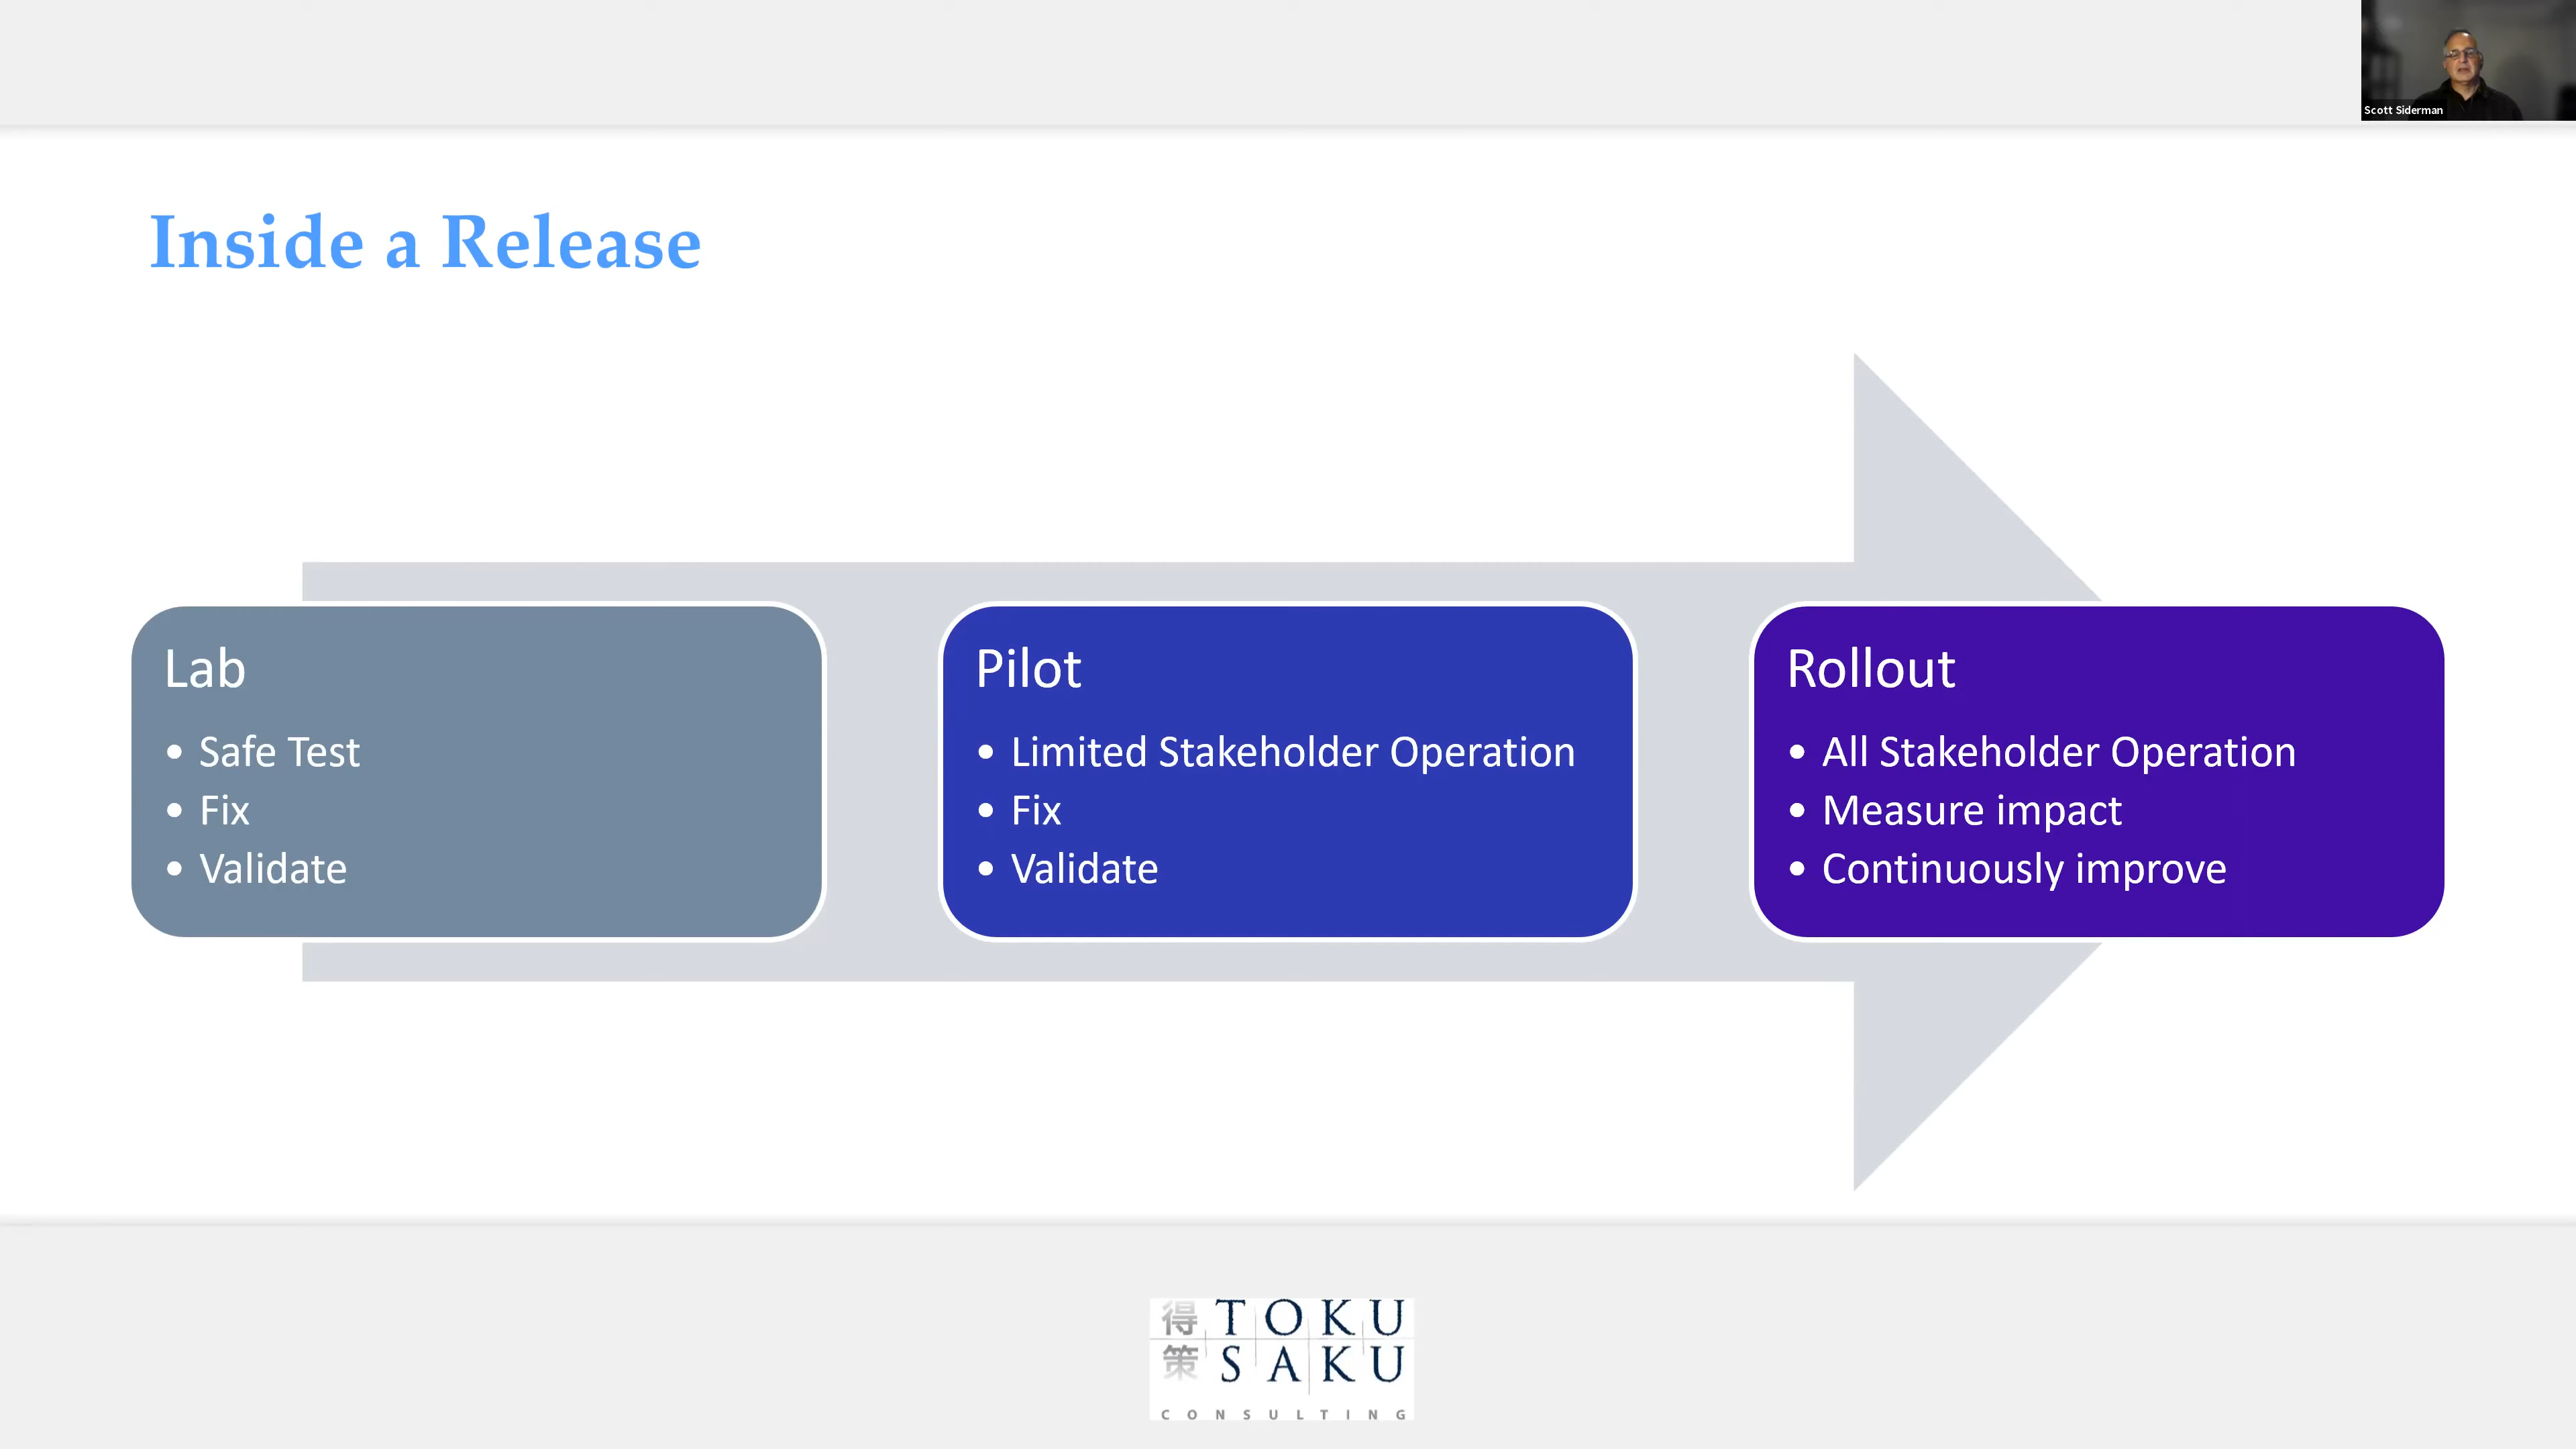 Scott Siderman
Inside a Release
Lab
• Safe Test
• Fix
• Validate
Pilot
• Limited Stakeholder Operation
• Fix
• Validate
Rollout
• All Stakeholder Operation
• Measure impact
• Continuously improve
得 TOKU
策 SAKU
CONSULTING